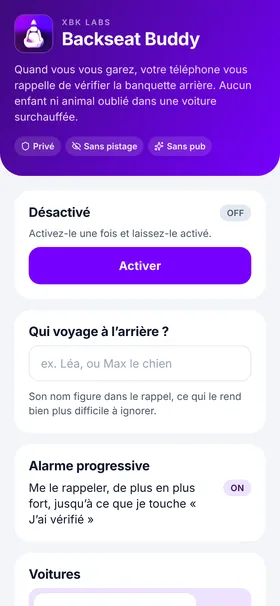 XBK LABS
Backseat Buddy
Quand vous vous garez, votre téléphone vous
rappelle de vérifier la banquette arrière. Aucun
enfant ni animal oublié dans une voiture
surchauffée.
Privé
Sans pistage
Sans pub
Désactivé
OFF
Activez-le une fois et laissez-le activé.
Activer
Qui voyage à l’arrière ?
ex. Léa, ou Max le chien
Son nom figure dans le rappel, ce qui le rend
bien plus difficile à ignorer.
Alarme progressive
Me le rappeler, de plus en plus
fort, jusqu’à ce que je touche «
J’ai vérifié »
ON
Voitures